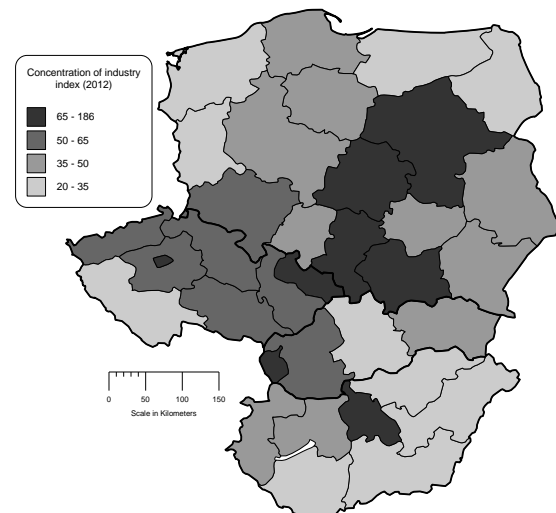 Concentration of industry
index (2012)
65 - 186
50 - 65
35 - 50
20 - 35
0 50 100 150
Scale in Kilometers